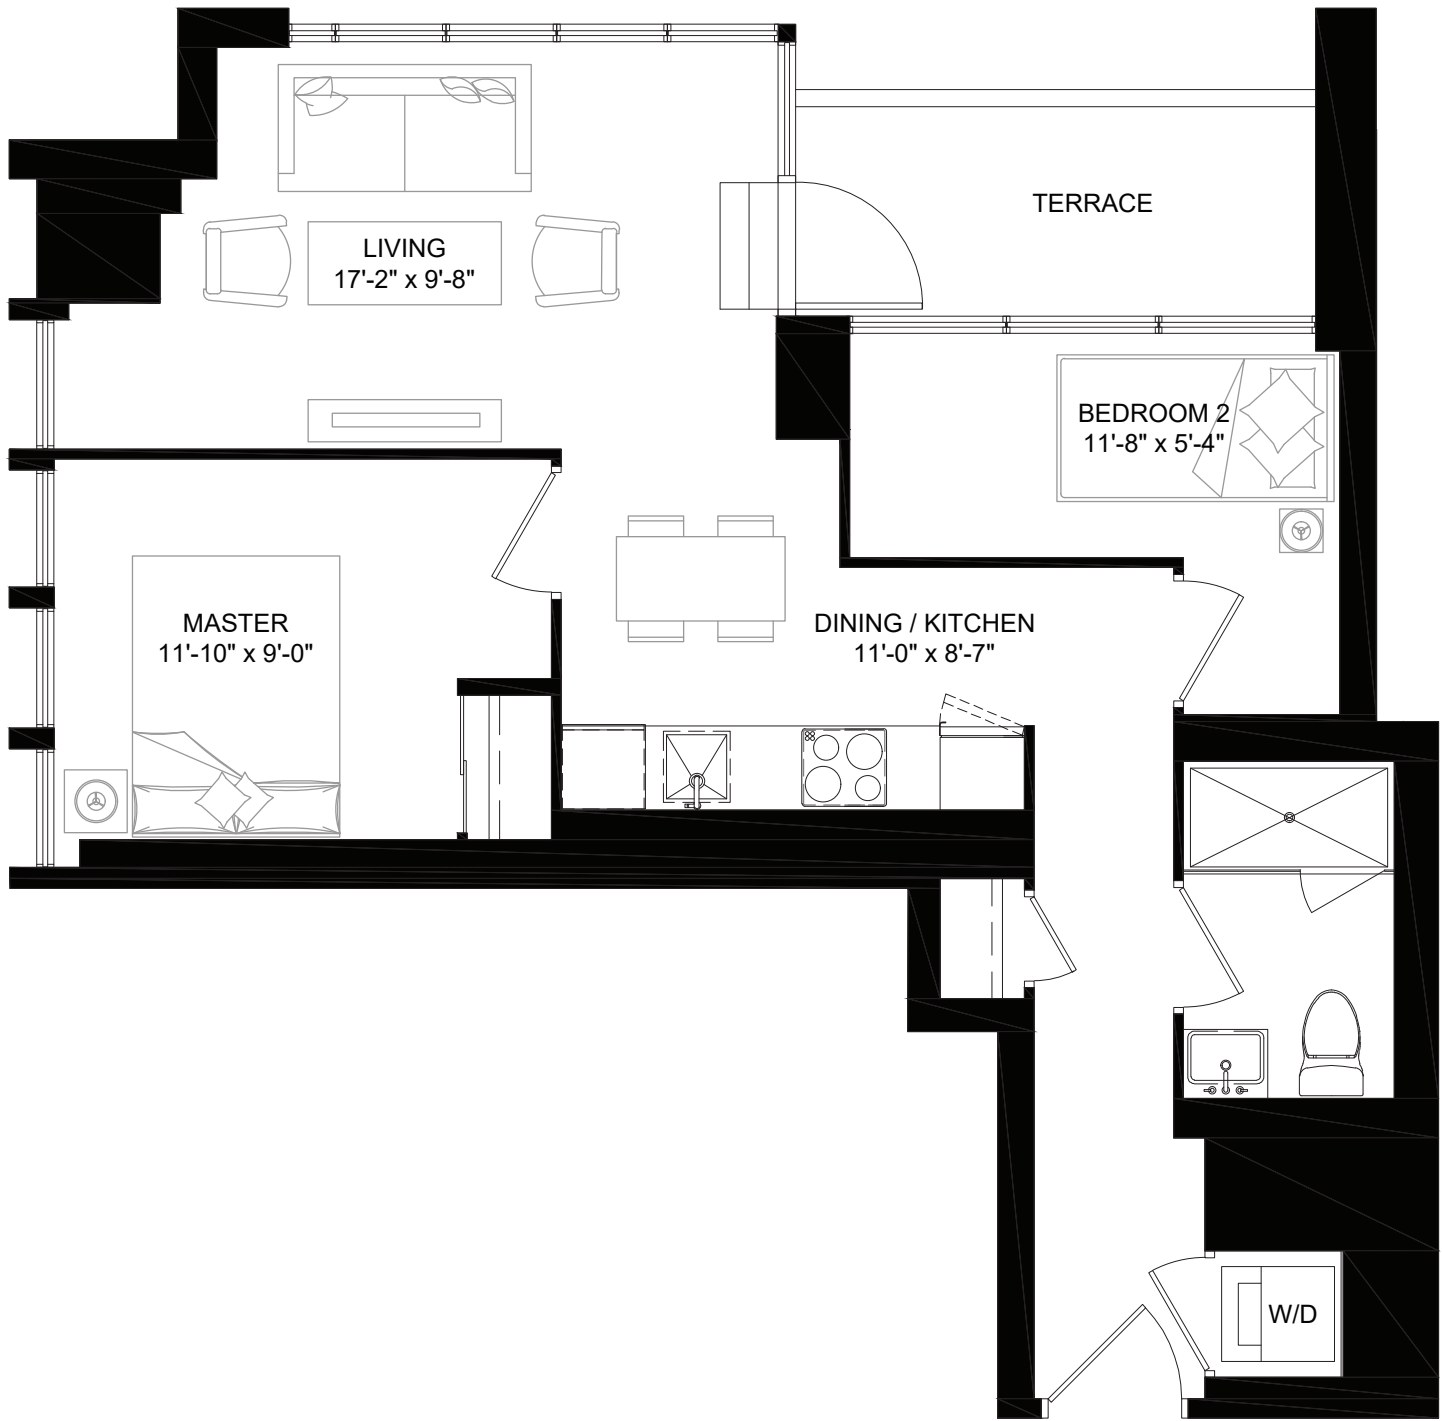 TERRACE
LIVING
17'-2" x 9'-8"
BEDROOM 2
11'-8" x 5'-4"
MASTER
11'-10" x 9'-0"
DINING / KITCHEN
11'-0" x 8'-7"
W/D